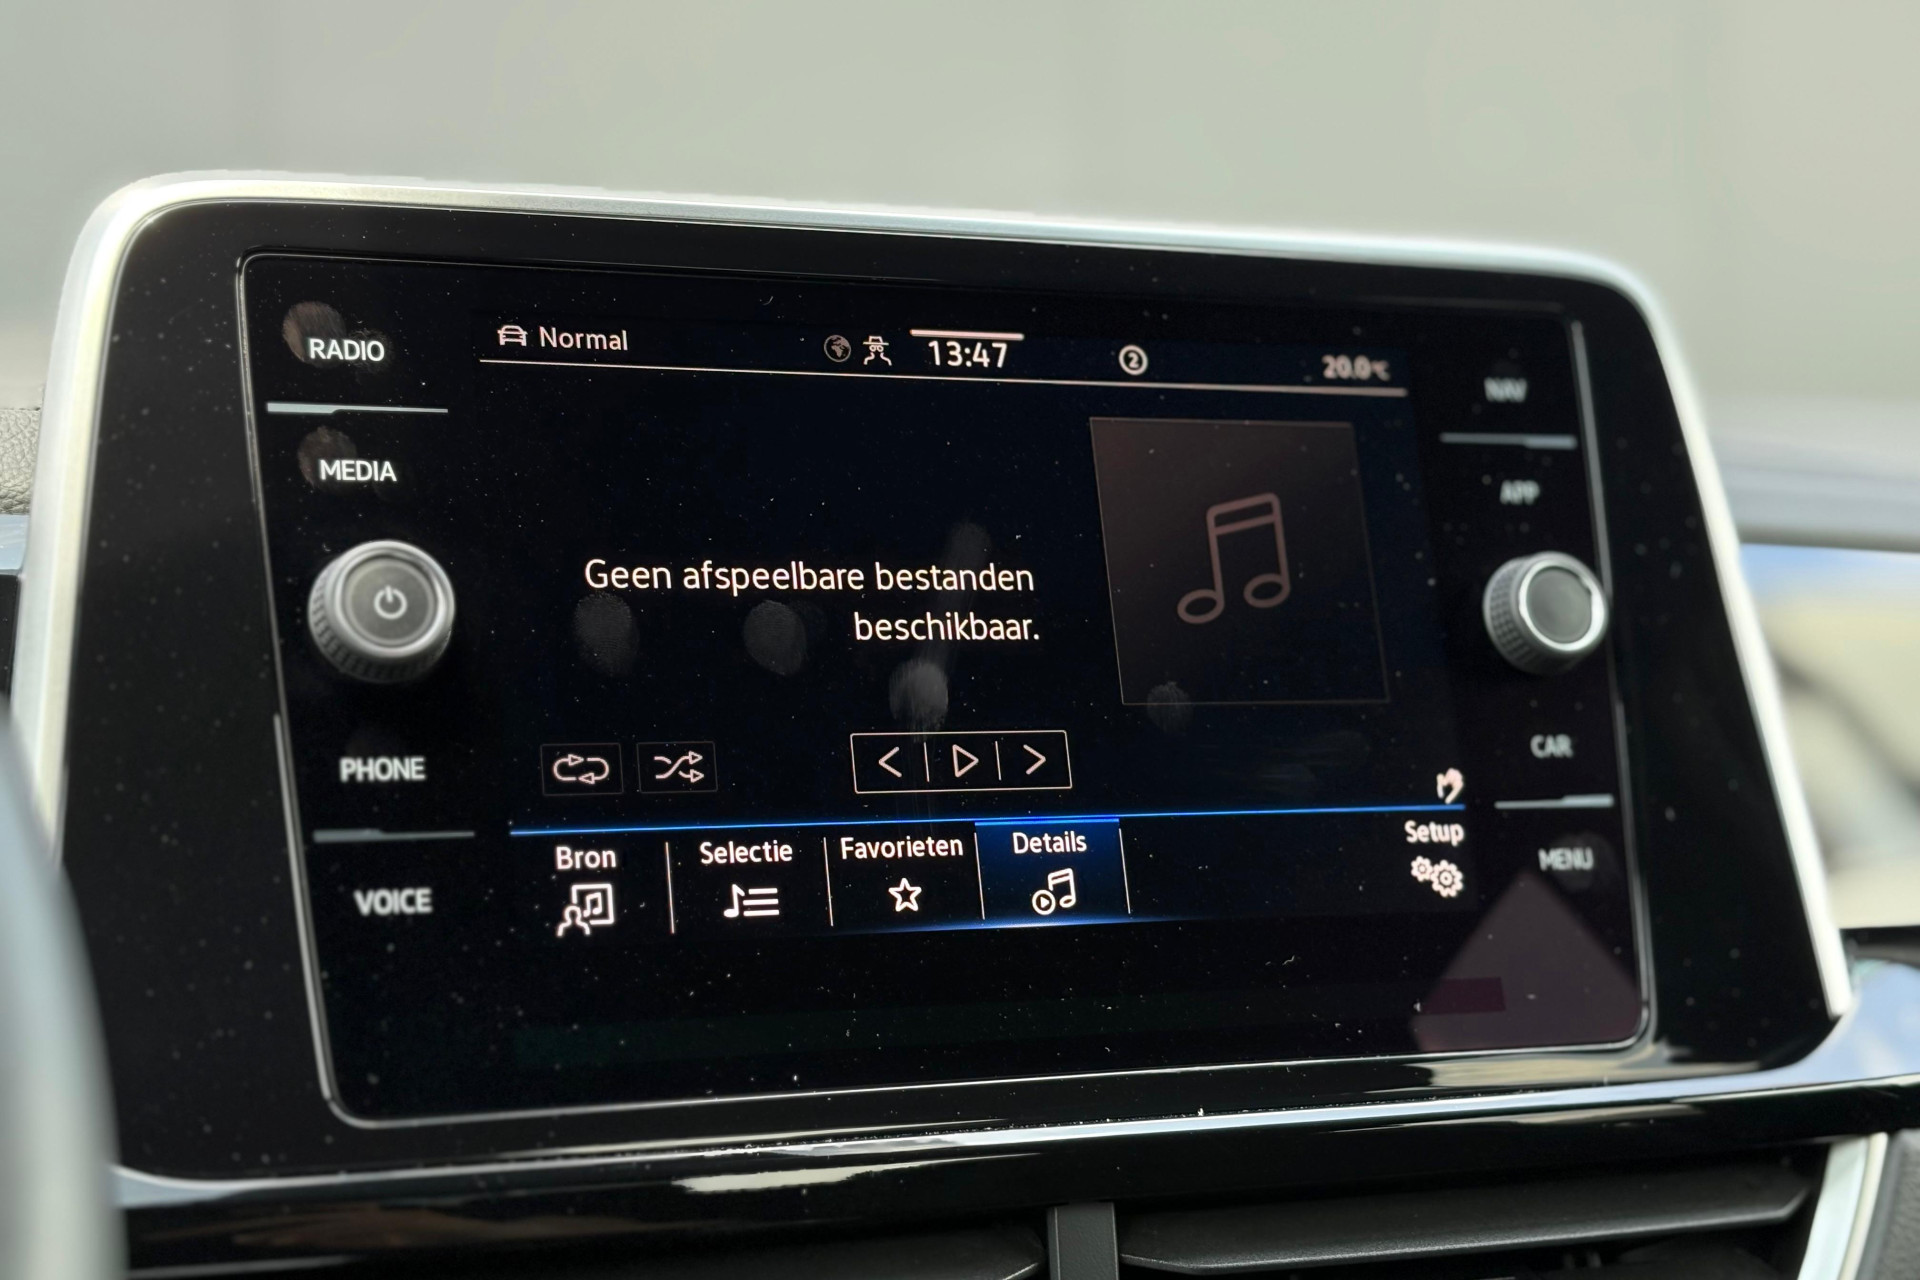 RADIO
MEDIA
PHONE
VOICE
Normal
13:47
2
20.0°C
Geen afspeelbare bestanden
beschikbaar.
Bron
Selectie
Favorieten
Details
Setup
NAV
APP
CAR
MENU